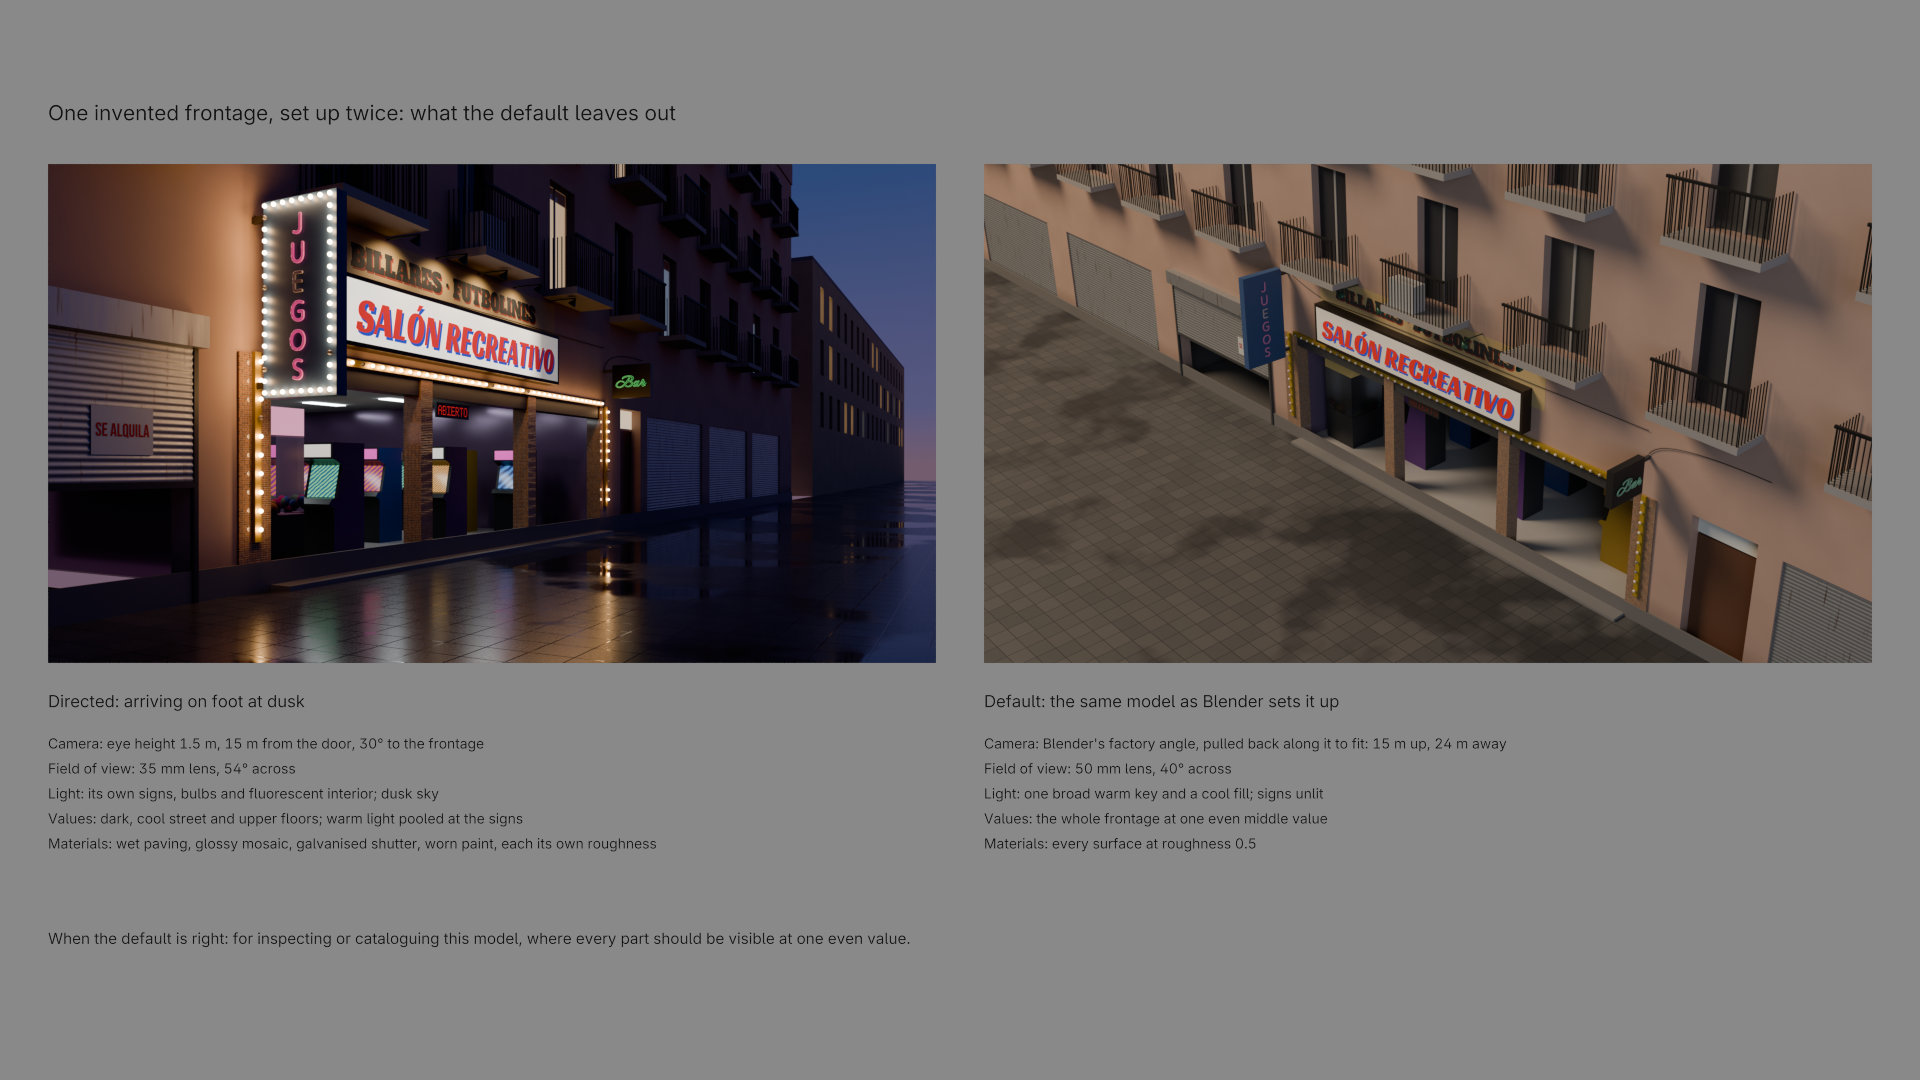 One invented frontage, set up twice: what the default leaves out
JUEGOS
BILLARES · FUTBOLINES
SALÓN RECREATIVO
Bar
ABIERTO
SE ALQUILA
JUEGOS
SALÓN RECREATIVO
Bar
Directed: arriving on foot at dusk
Camera: eye height 1.5 m, 15 m from the door, 30° to the frontage
Field of view: 35 mm lens, 54° across
Light: its own signs, bulbs and fluorescent interior; dusk sky
Values: dark, cool street and upper floors; warm light pooled at the signs
Materials: wet paving, glossy mosaic, galvanised shutter, worn paint, each its own roughness
Default: the same model as Blender sets it up
Camera: Blender's factory angle, pulled back along it to fit: 15 m up, 24 m away
Field of view: 50 mm lens, 40° across
Light: one broad warm key and a cool fill; signs unlit
Values: the whole frontage at one even middle value
Materials: every surface at roughness 0.5
When the default is right: for inspecting or cataloguing this model, where every part should be visible at one even value.